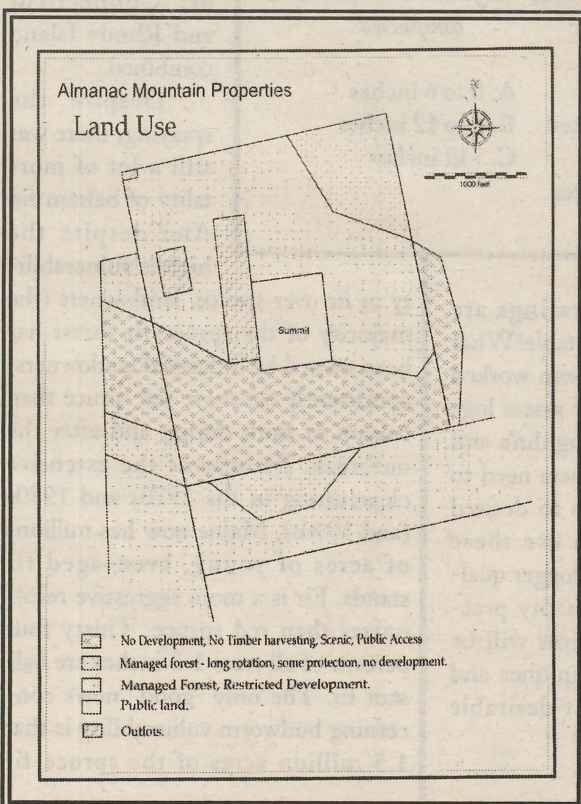 Almanac Mountain Properties
Land Use
1000 feet
Summit
No Development, No Timber harvesting, Scenic, Public Access
Managed forest - long rotation, some protection, no development.
Managed Forest, Restricted Development.
Public land.
Outlots.